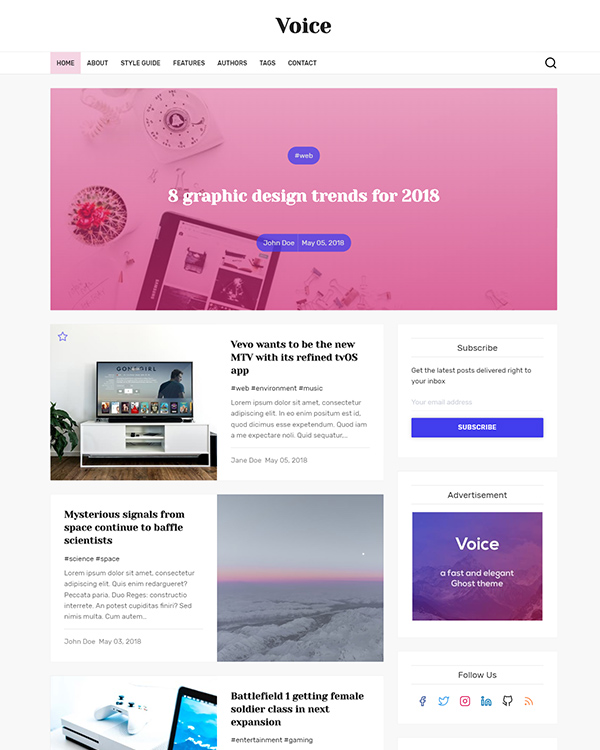 Voice
HOME ABOUT STYLE GUIDE FEATURES AUTHORS TAGS CONTACT
#web
8 graphic design trends for 2018
John Doe May 05, 2018
Vevo wants to be the new
MTV with its refined tvOS
app
#web #environment #music
Lorem ipsum dolor sit amet, consectetur
adipiscing elit. In eo enim positum est id,
quod dicimus esse expetendum. Quod iam
a me expectare noli. Quid sequatur,...
Jane Doe May 05, 2018
Mysterious signals from
space continue to baffle
scientists
#science #space
Lorem ipsum dolor sit amet, consectetur
adipiscing elit. Quis enim redargueret?
Peccata paria. Duo Reges: constructio
interrete. An potest cupiditas finiri? Sed
nimis multa. Cum autem...
John Doe May 03, 2018
Battlefield 1 getting female
soldier class in next
expansion
#entertainment #gaming
Subscribe
Get the latest posts delivered right to
your inbox
Your email address
SUBSCRIBE
Advertisement
Voice
a fast and elegant
Ghost theme
Follow Us